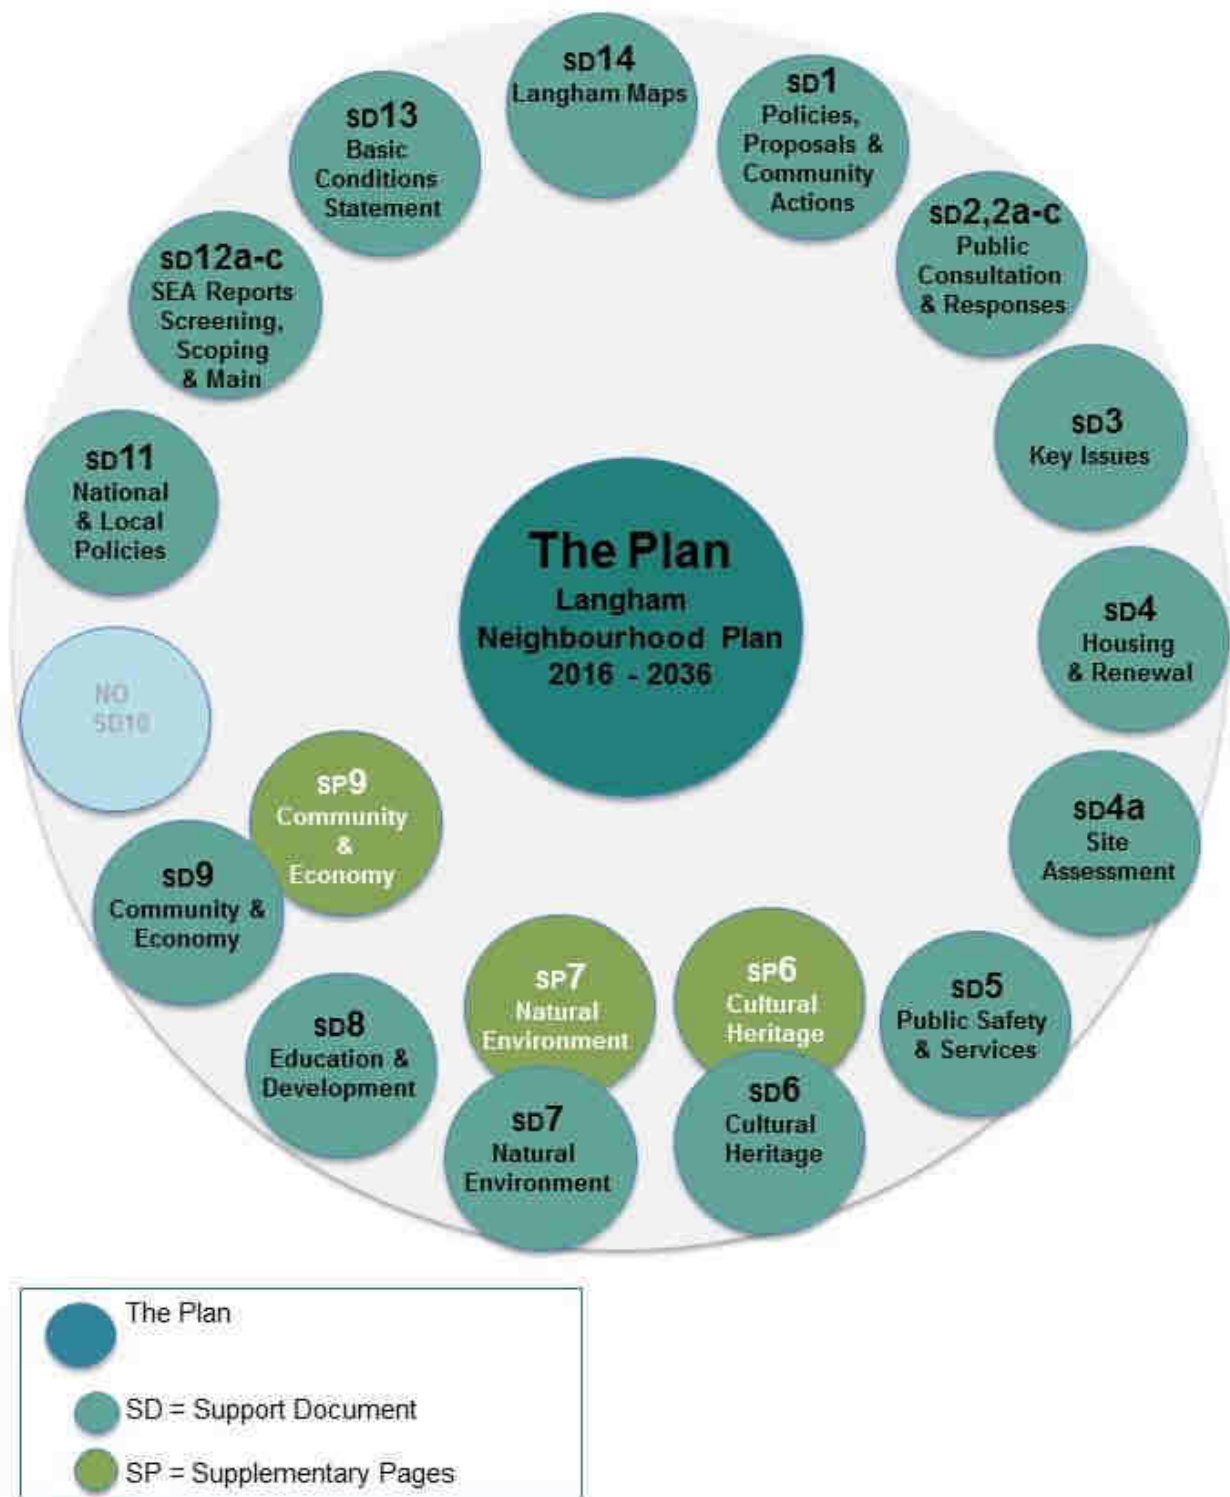 SD14
Langham Maps
SD1
Policies,
Proposals &
Community
Actions
SD2,2a-c
Public
Consultation
& Responses
SD3
Key Issues
SD4
Housing
& Renewal
SD4a
Site
Assessment
SD5
Public Safety
& Services
SP6
Cultural
Heritage
SD6
Cultural
Heritage
SP7
Natural
Environment
SD7
Natural
Environment
SD8
Education &
Development
SP9
Community
&
Economy
SD9
Community &
Economy
NO
SD10
SD11
National
& Local
Policies
SD12a-c
SEA Reports
Screening,
Scoping
& Main
SD13
Basic
Conditions
Statement
The Plan
Langham
Neighbourhood Plan
2016 - 2036
The Plan
SD = Support Document
SP = Supplementary Pages